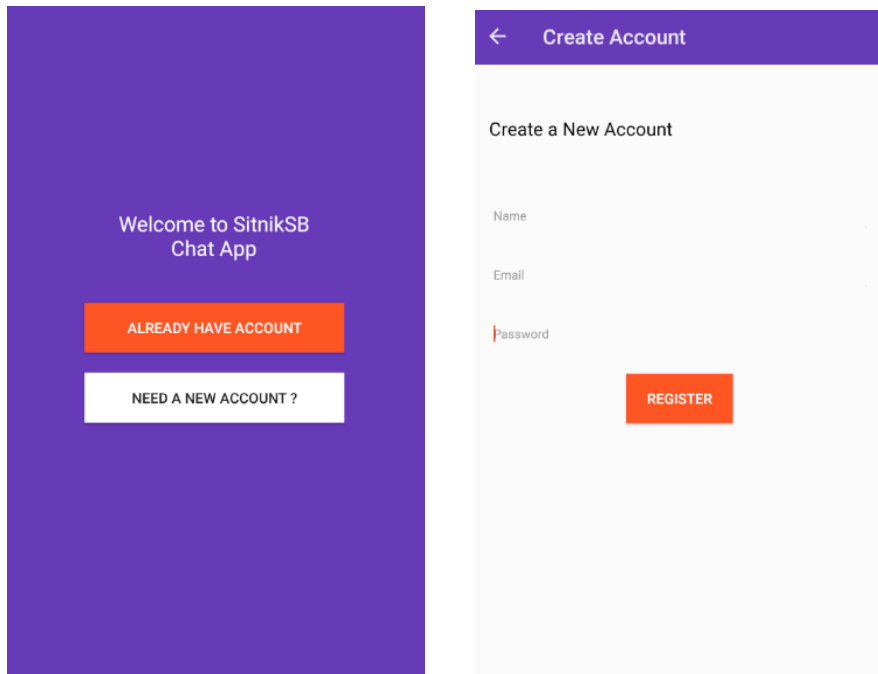 Welcome to SitnikSB
Chat App
ALREADY HAVE ACCOUNT
NEED A NEW ACCOUNT ?
Create Account
Create a New Account
Name
Email
Password
REGISTER